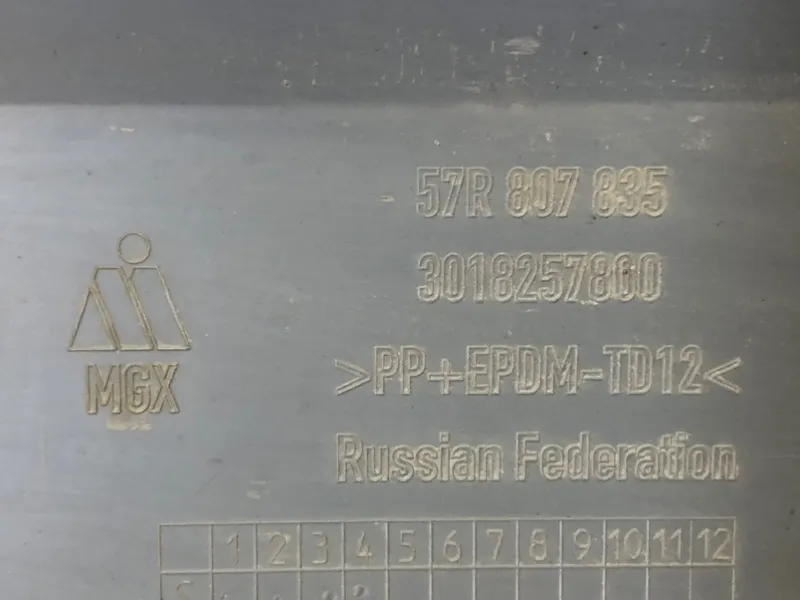 57R 807 835
3018257860
MGX
>PP+EPDM-TD12<
Russian Federation
1 2 3 4 5 6 7 8 9 10 11 12